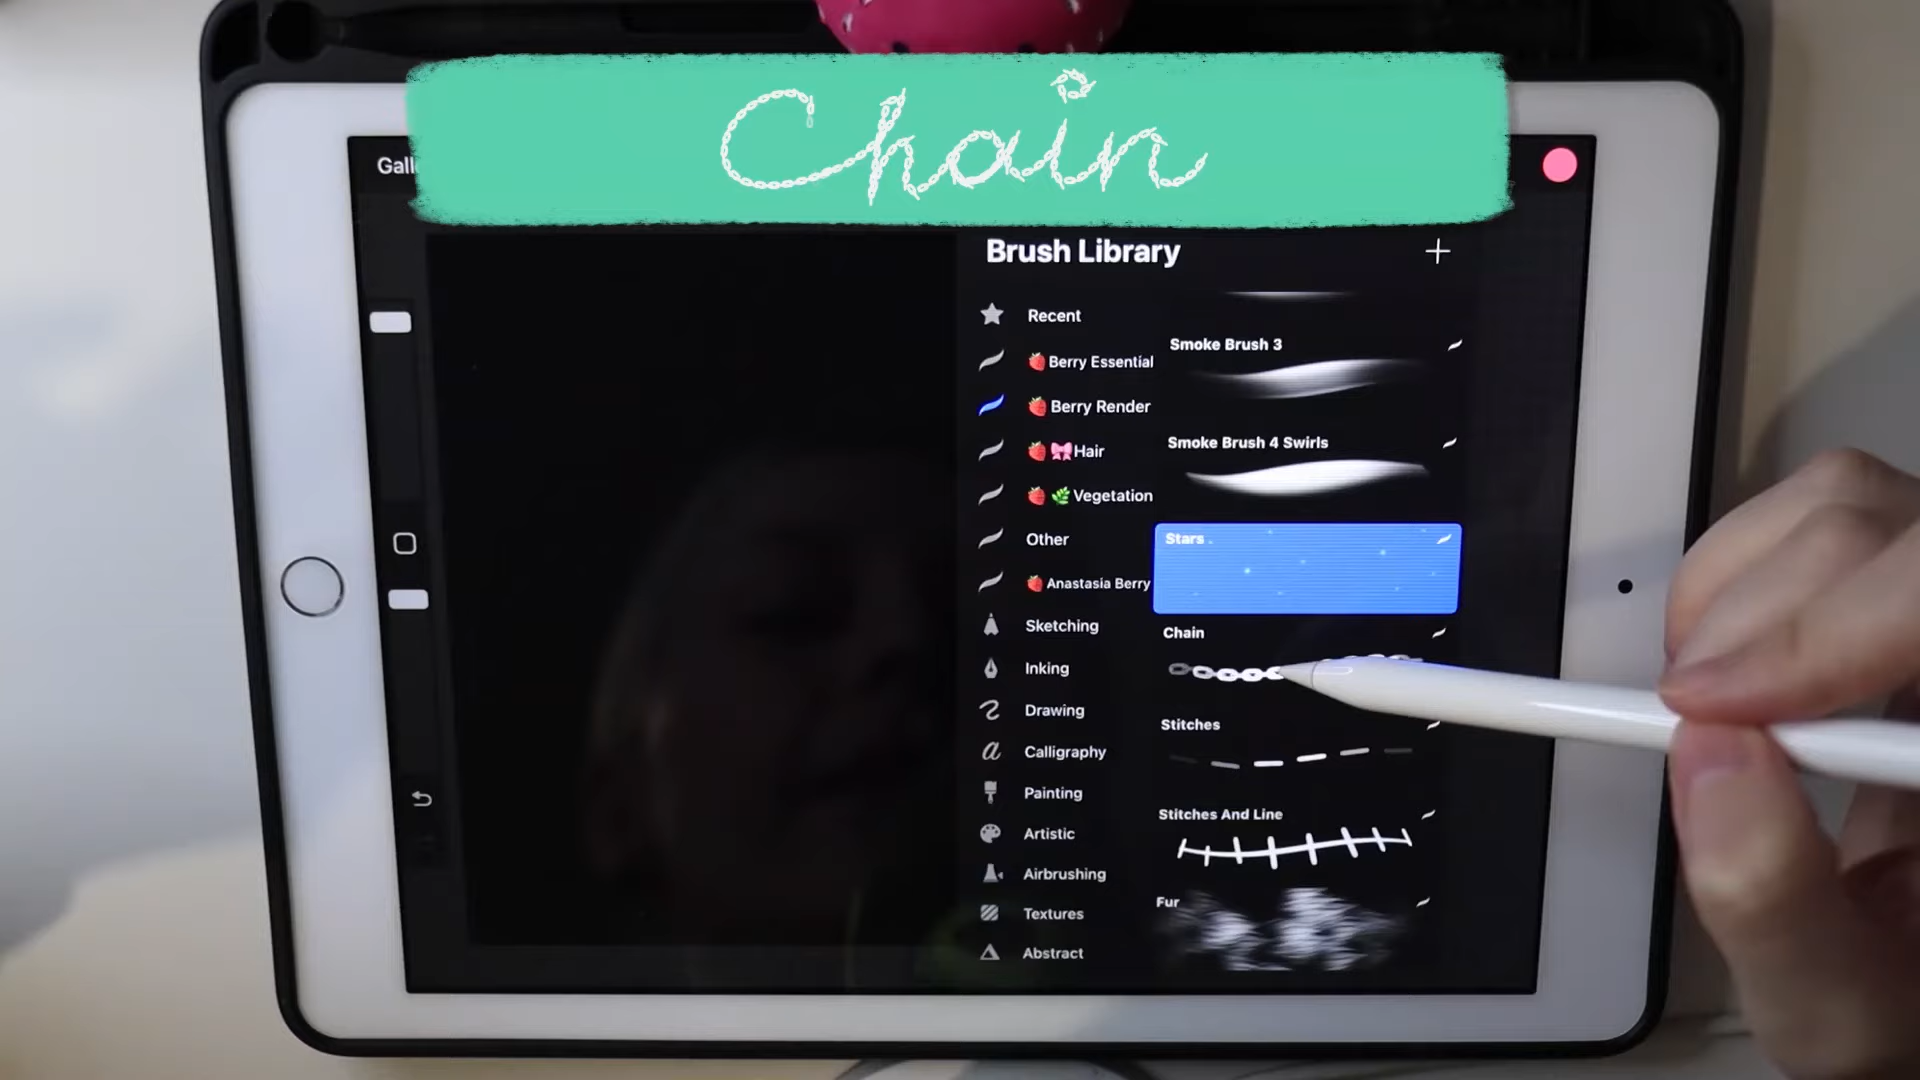 Chain
Gall
Brush Library
Recent
🍓Berry Essential
🍓Berry Render
🍓🎀Hair
🍓🌿Vegetation
Other
🍓Anastasia Berry
Sketching
Inking
Drawing
Calligraphy
Painting
Artistic
Airbrushing
Textures
Abstract
Smoke Brush 3
Smoke Brush 4 Swirls
Stars
Chain
Stitches
Stitches And Line
Fur